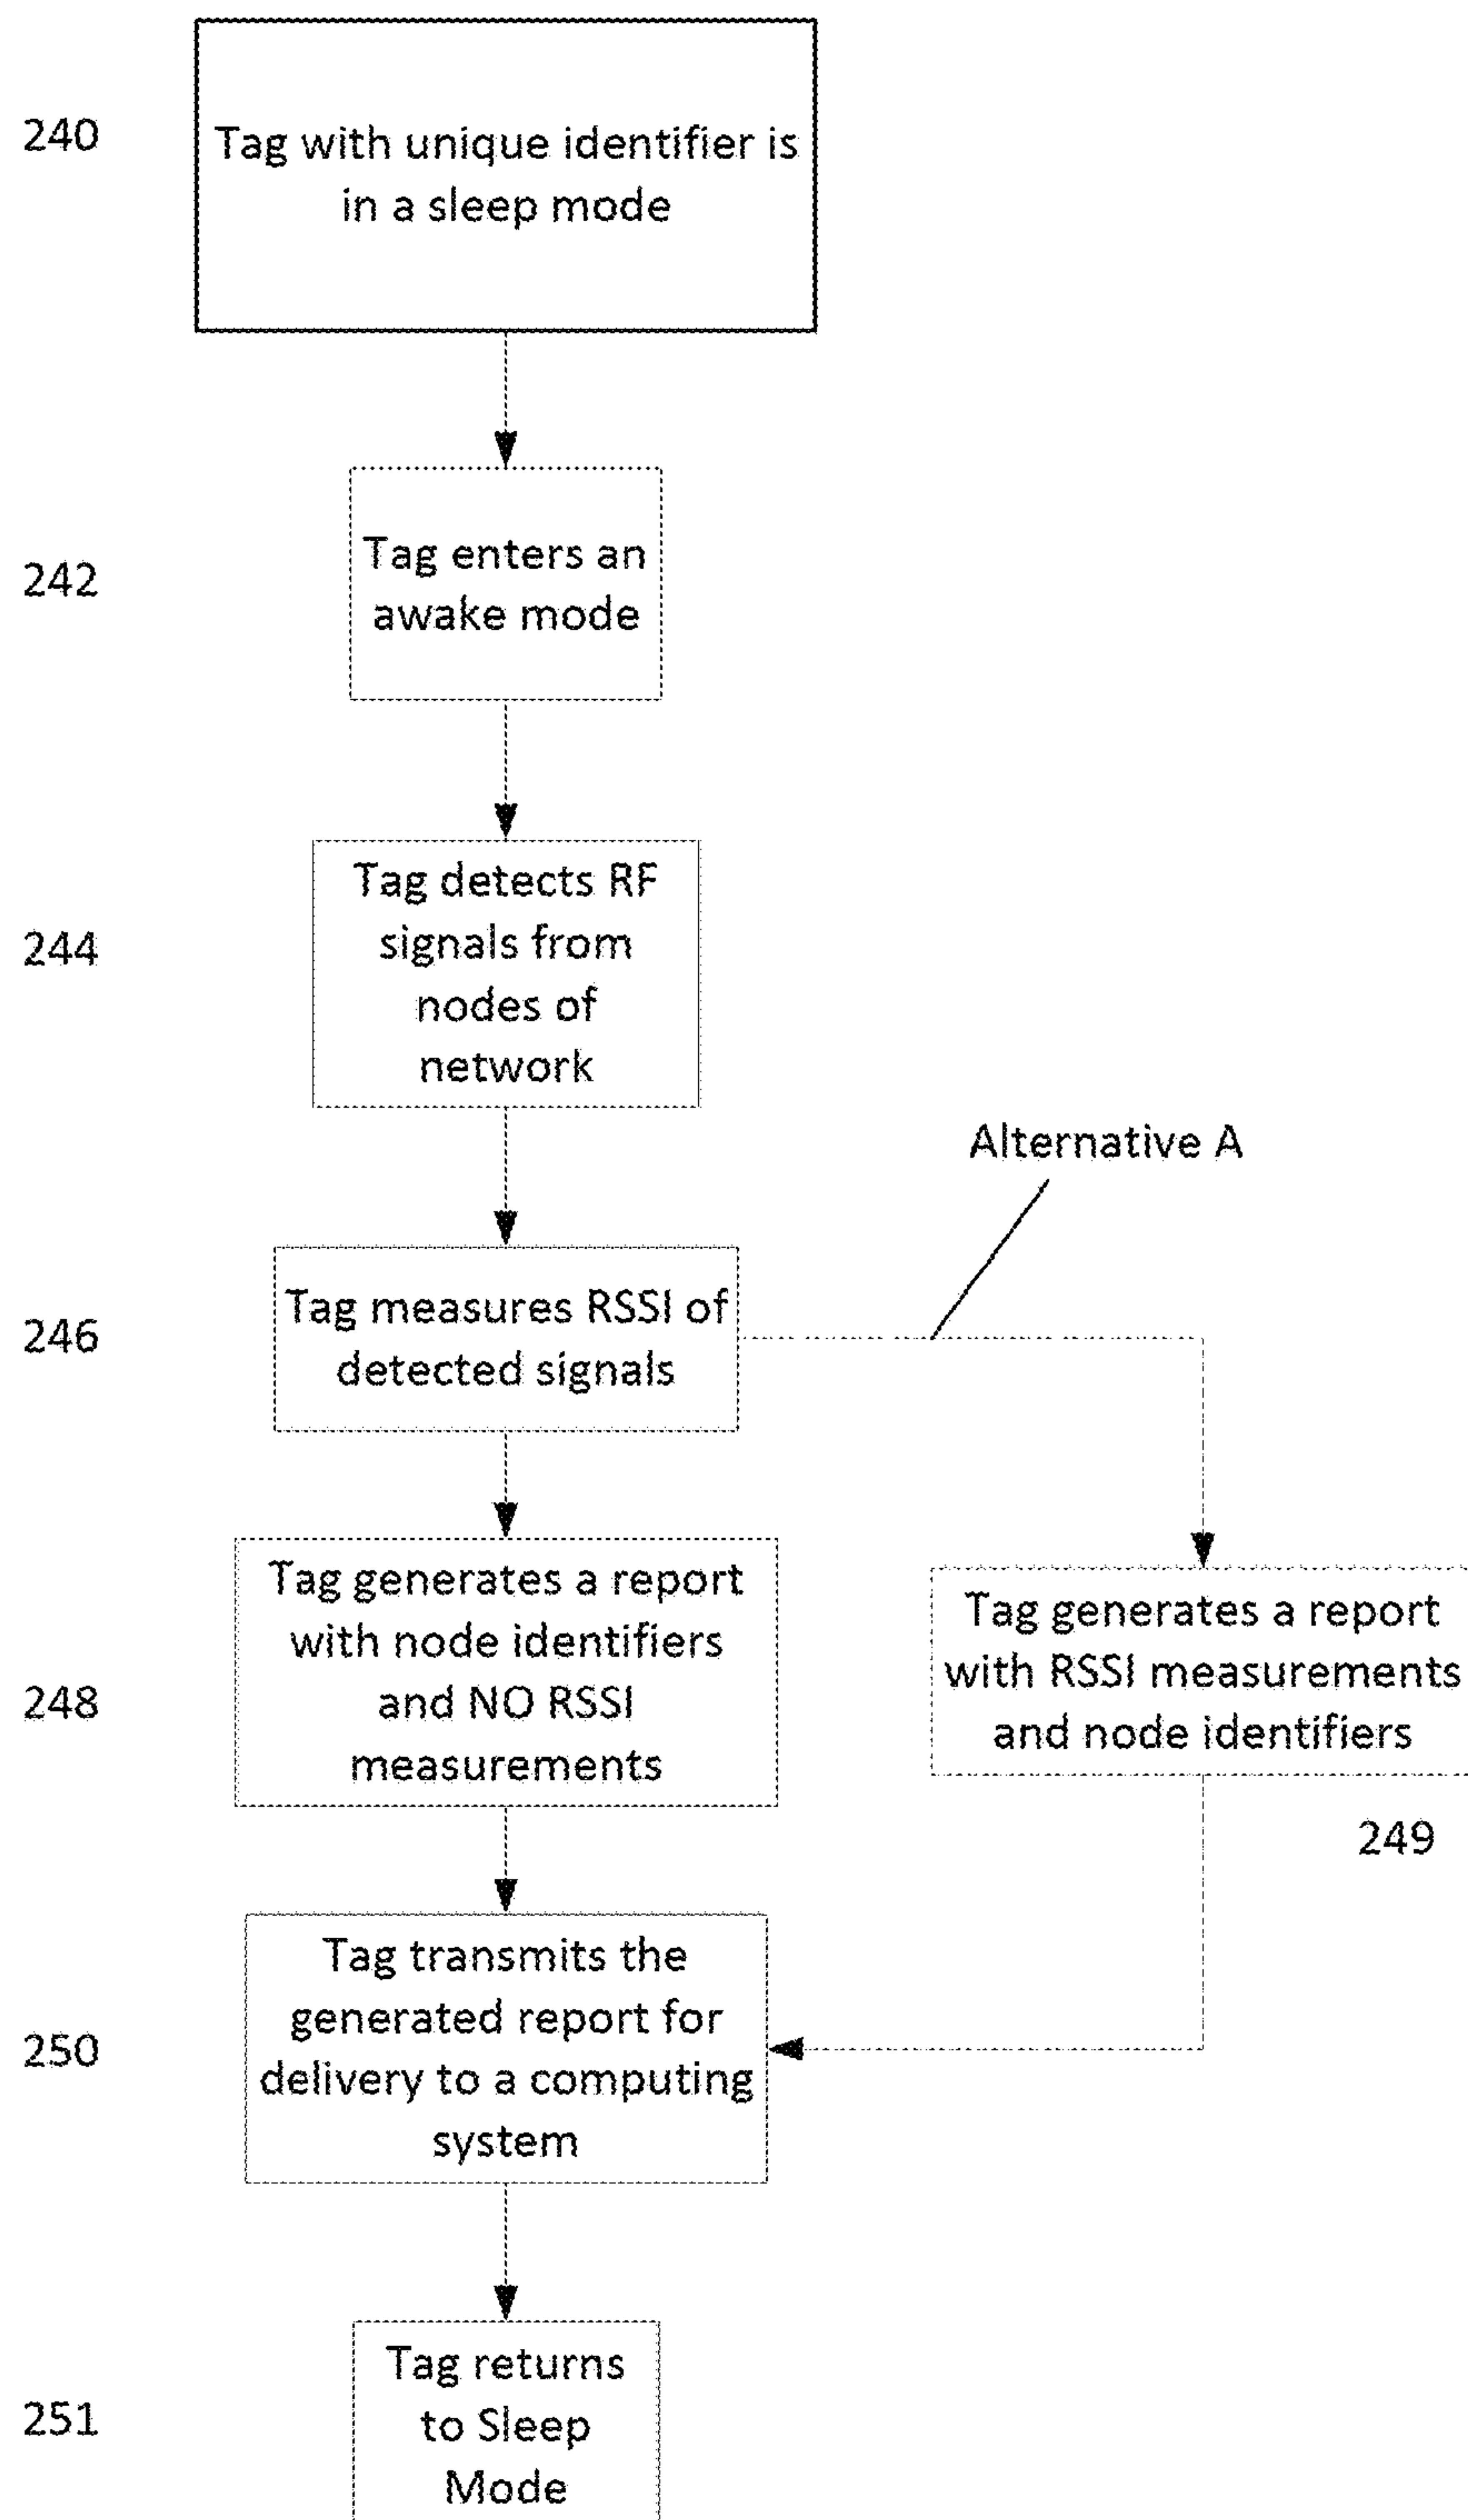 240
Tag with unique identifier is
in a sleep mode
242
Tag enters an
awake mode
244
Tag detects RF
signals from
nodes of
network
Alternative A
246
Tag measures RSSI of
detected signals
248
Tag generates a report
with node identifiers
and NO RSSI
measurements
Tag generates a report
with RSSI measurements
and node identifiers
249
250
Tag transmits the
generated report for
delivery to a computing
system
251
Tag returns
to Sleep
Mode